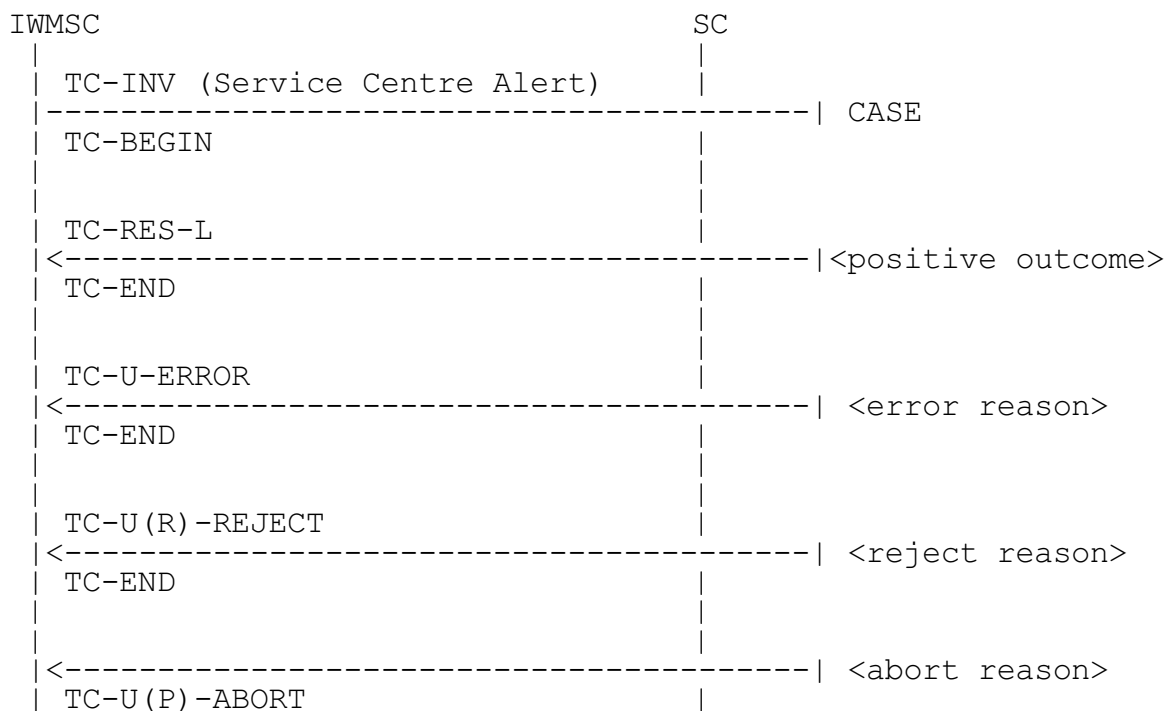 IWMSC SC
TC-INV (Service Centre Alert)
CASE
TC-BEGIN
TC-RES-L
<positive outcome>
TC-END
TC-U-ERROR
<error reason>
TC-END
TC-U(R)-REJECT
<reject reason>
TC-END
<abort reason>
TC-U(P)-ABORT